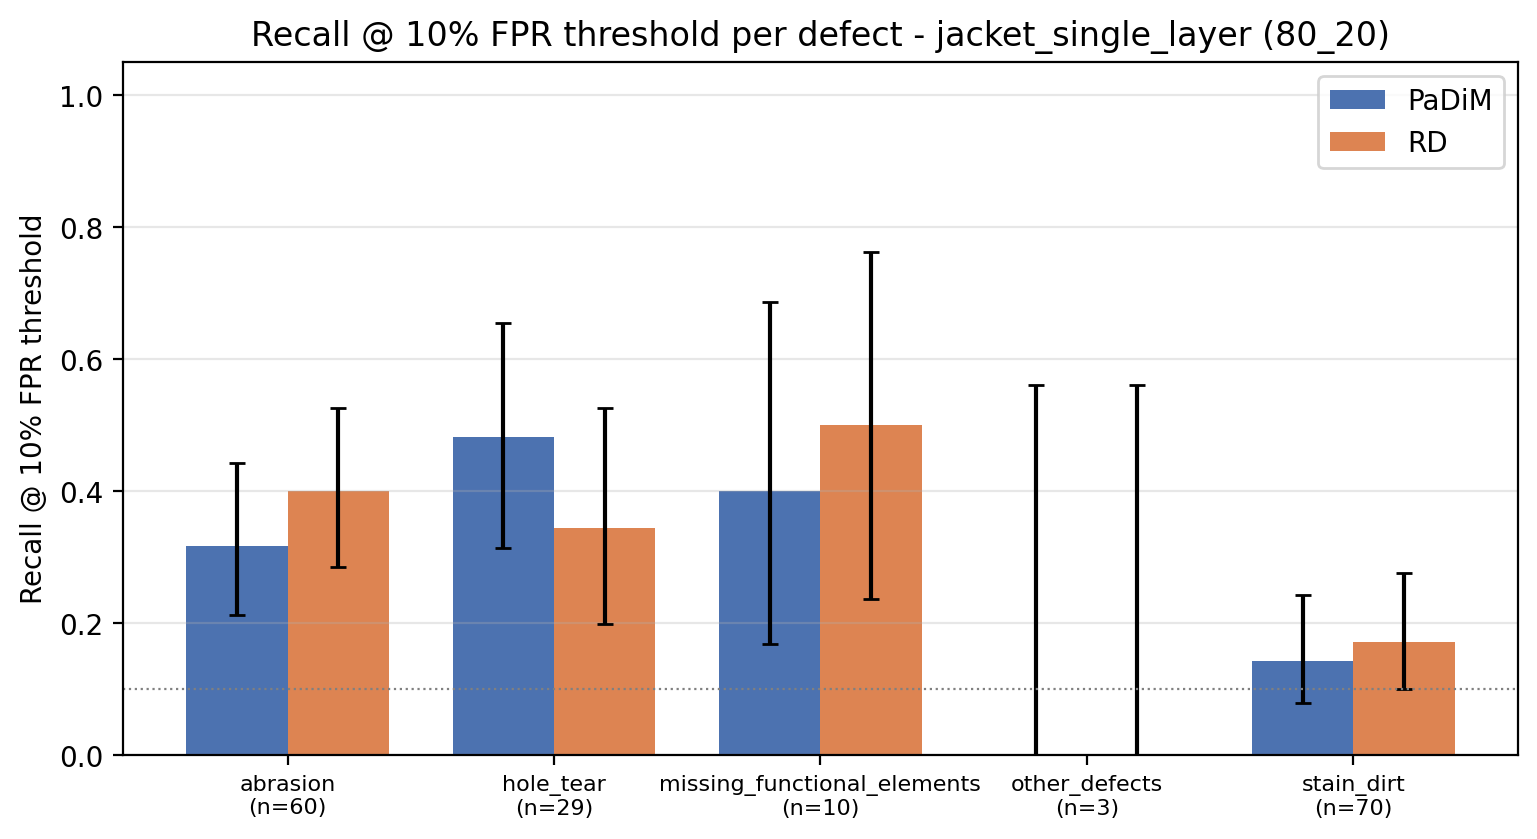 Recall @ 10% FPR threshold per defect - jacket_single_layer (80_20)
PaDiM
RD
Recall @ 10% FPR threshold
1.0
0.8
0.6
0.4
0.2
0.0
abrasion
(n=60)
hole_tear
(n=29)
missing_functional_elements
(n=10)
other_defects
(n=3)
stain_dirt
(n=70)